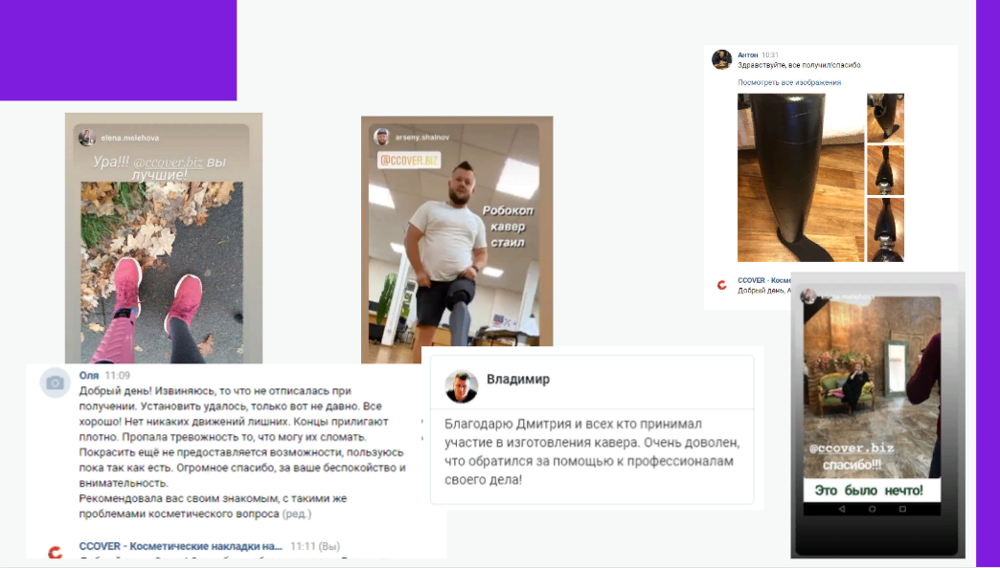 elena.melehova
Ура!!! @ccover.biz вы
лучшие!
arseny.shainov
@CCOVER.BIZ
Робокоп
кавер
стаил
Антон 10:31
Здравствуйте, все получил!спасибо
Посмотреть все изображения
CCOVER - Косме
Добрый день, А
elena.melehova
@ccover.biz
спасибо!!!
Это было нечто!
Оля 11:09
Добрый день! Извиняюсь, то что не отписалась при
получении. Установить удалось, только вот не давно. Все
хорошо! Нет никаких движений лишних. Концы прилигают
плотно. Пропала тревожность то, что могу их сломать.
Покрасить ещё не предоставляется возможности, пользуюсь
пока так как есть. Огромное спасибо, за ваше беспокойство и
внимательность.
Рекомендовала вас своим знакомым, с такими же
проблемами косметического вопроса (ред.)
CCOVER - Косметические накладки на... 11:11 (Вы)
Владимир
Благодарю Дмитрия и всех кто принимал
участие в изготовления кавера. Очень доволен,
что обратился за помощью к профессионалам
своего дела!